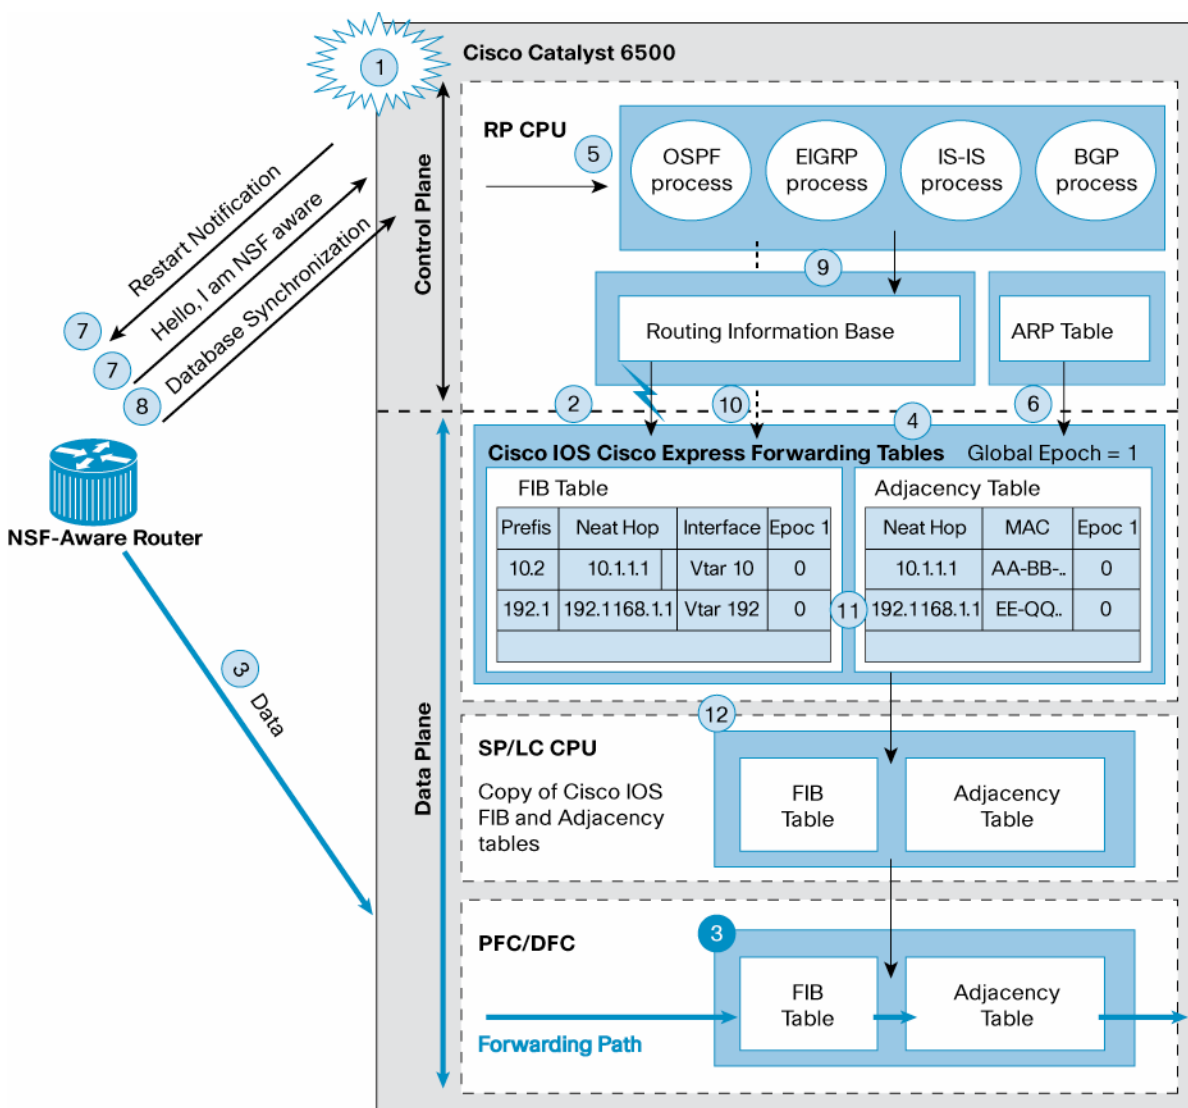 1
Cisco Catalyst 6500
RP CPU
5
OSPF
process
EIGRP
process
IS-IS
process
BGP
process
Control Plane
Restart Notification
Hello, I am NSF aware
Database Synchronization
7
7
8
9
Routing Information Base
ARP Table
2
10
4
6
Cisco IOS Cisco Express Forwarding Tables Global Epoch = 1
FIB Table
Prefis Neat Hop Interface Epoc 1
10.2 10.1.1.1 Vtar 10 0
192.1 192.1168.1.1 Vtar 192 0
11
Adjacency Table
Neat Hop MAC Epoc 1
10.1.1.1 AA-BB-.. 0
192.1168.1.1 EE-QQ.. 0
NSF-Aware Router
3
Data
Data Plane
12
SP/LC CPU
Copy of Cisco IOS
FIB and Adjacency
tables
FIB
Table
Adjacency
Table
3
PFC/DFC
FIB
Table
Adjacency
Table
Forwarding Path